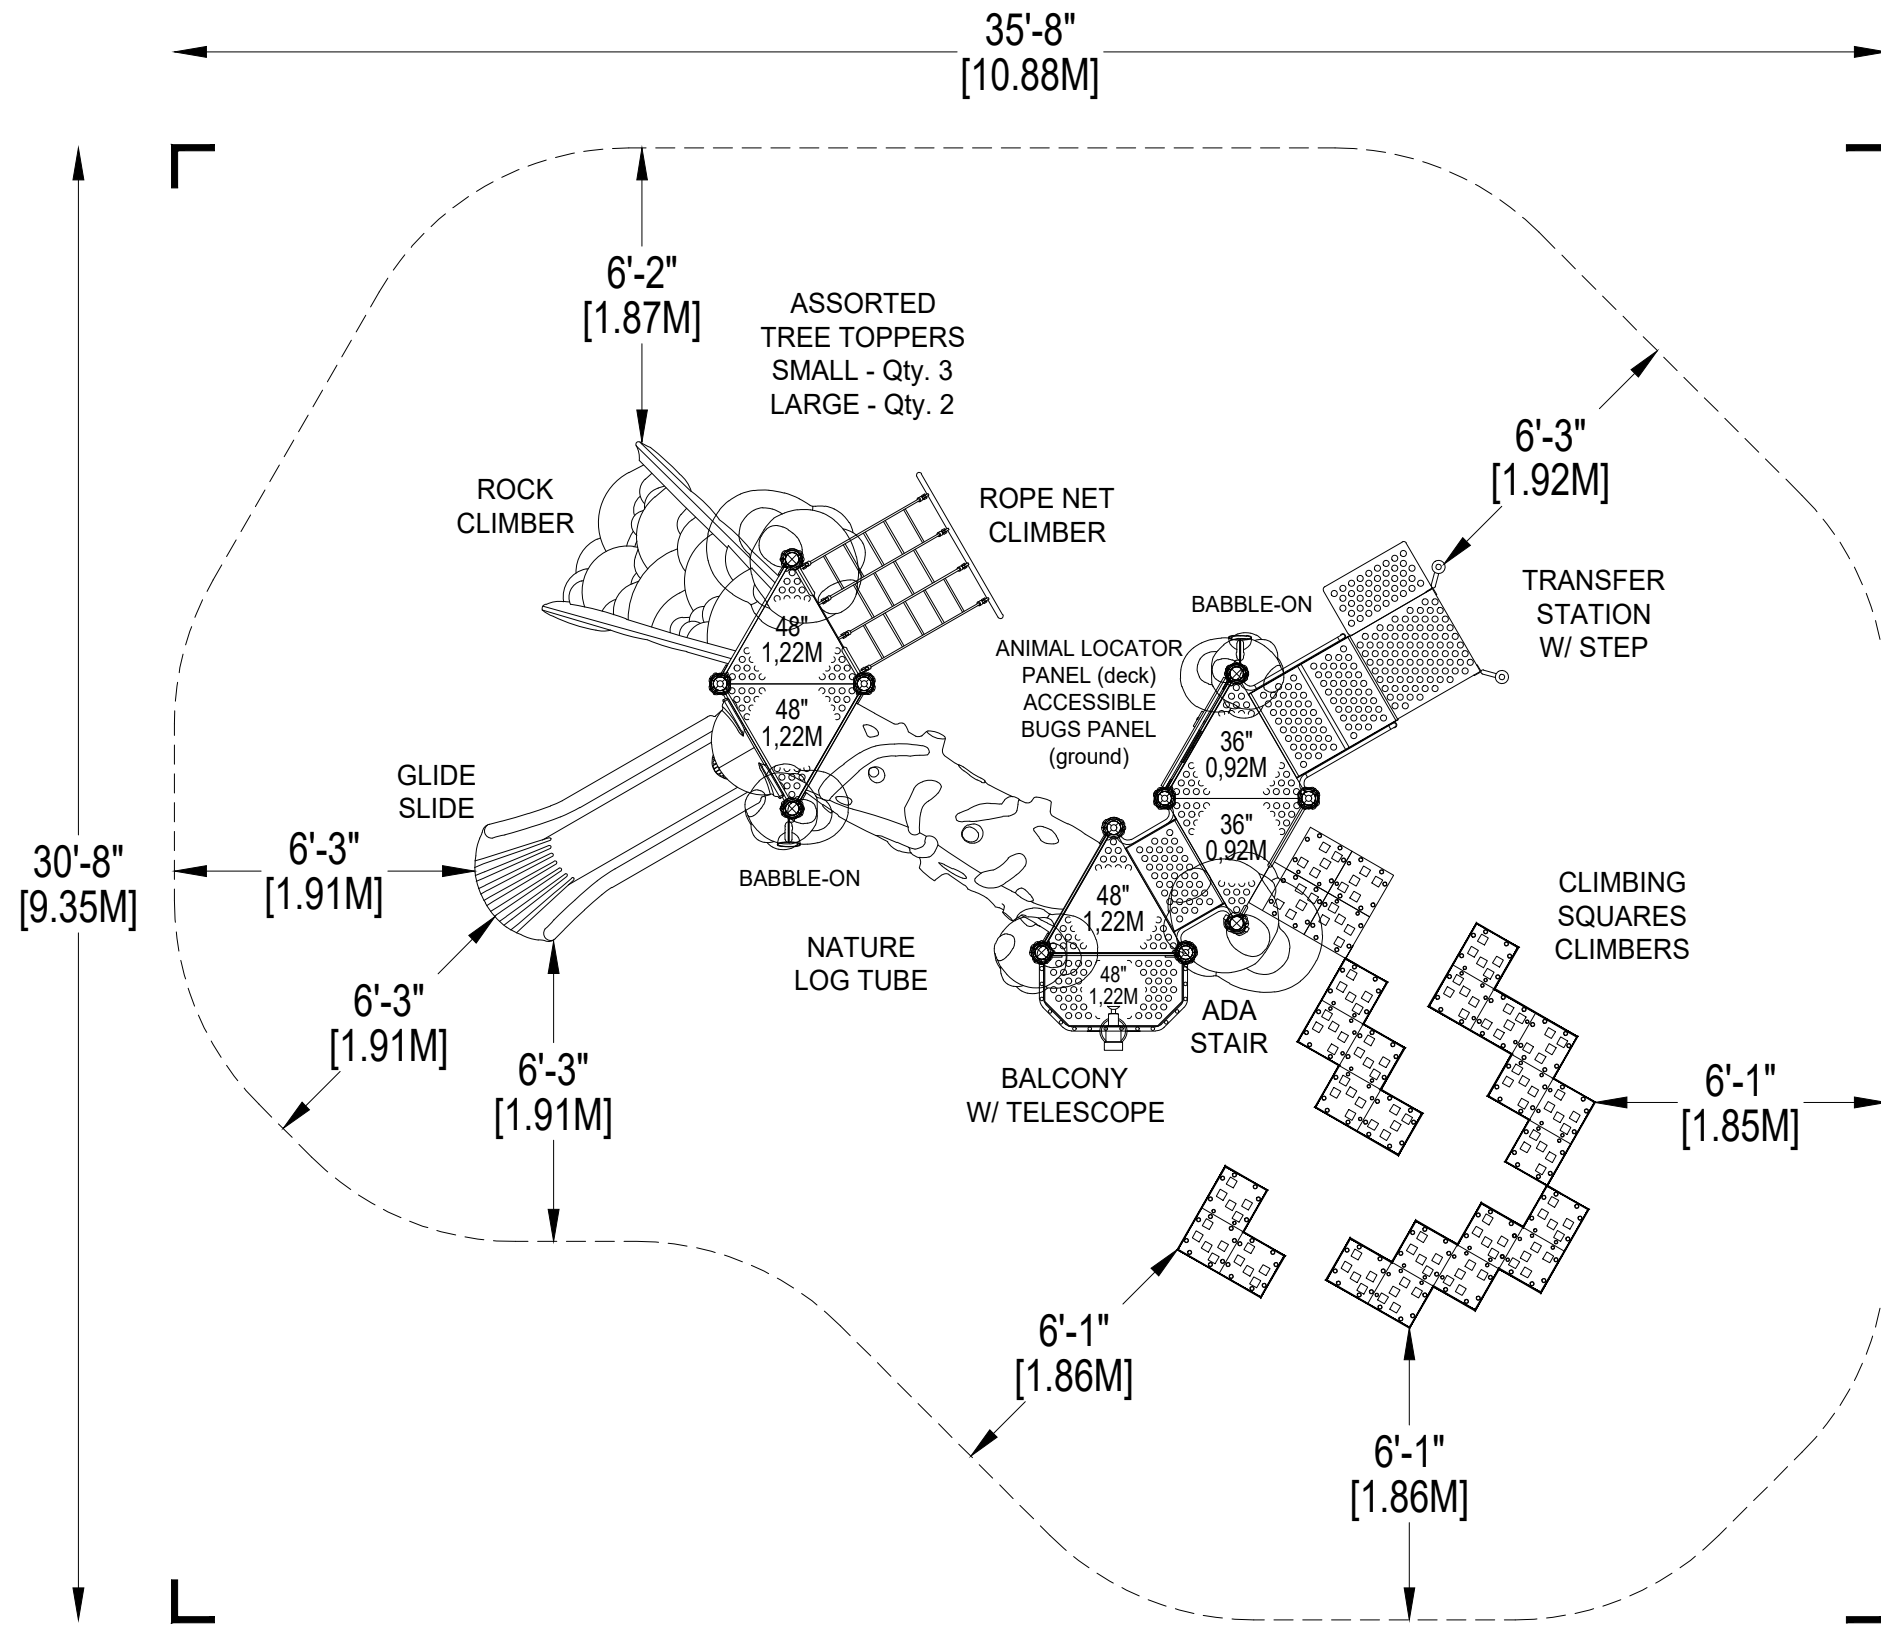 35'-8"
[10.88M]
6'-2"
[1.87M]
ASSORTED
TREE TOPPERS
SMALL - Qty. 3
LARGE - Qty. 2
6'-3"
[1.92M]
ROCK
CLIMBER
ROPE NET
CLIMBER
TRANSFER
STATION
W/ STEP
BABBLE-ON
48"
1,22M
ANIMAL LOCATOR
PANEL (deck)
ACCESSIBLE
BUGS PANEL
(ground)
48"
1,22M
36"
0,92M
GLIDE
SLIDE
36"
0,92M
30'-8"
[9.35M]
6'-3"
[1.91M]
BABBLE-ON
48"
1,22M
CLIMBING
SQUARES
CLIMBERS
NATURE
LOG TUBE
48"
1,22M
6'-3"
[1.91M]
ADA
STAIR
6'-3"
[1.91M]
BALCONY
W/ TELESCOPE
6'-1"
[1.85M]
6'-1"
[1.86M]
6'-1"
[1.86M]